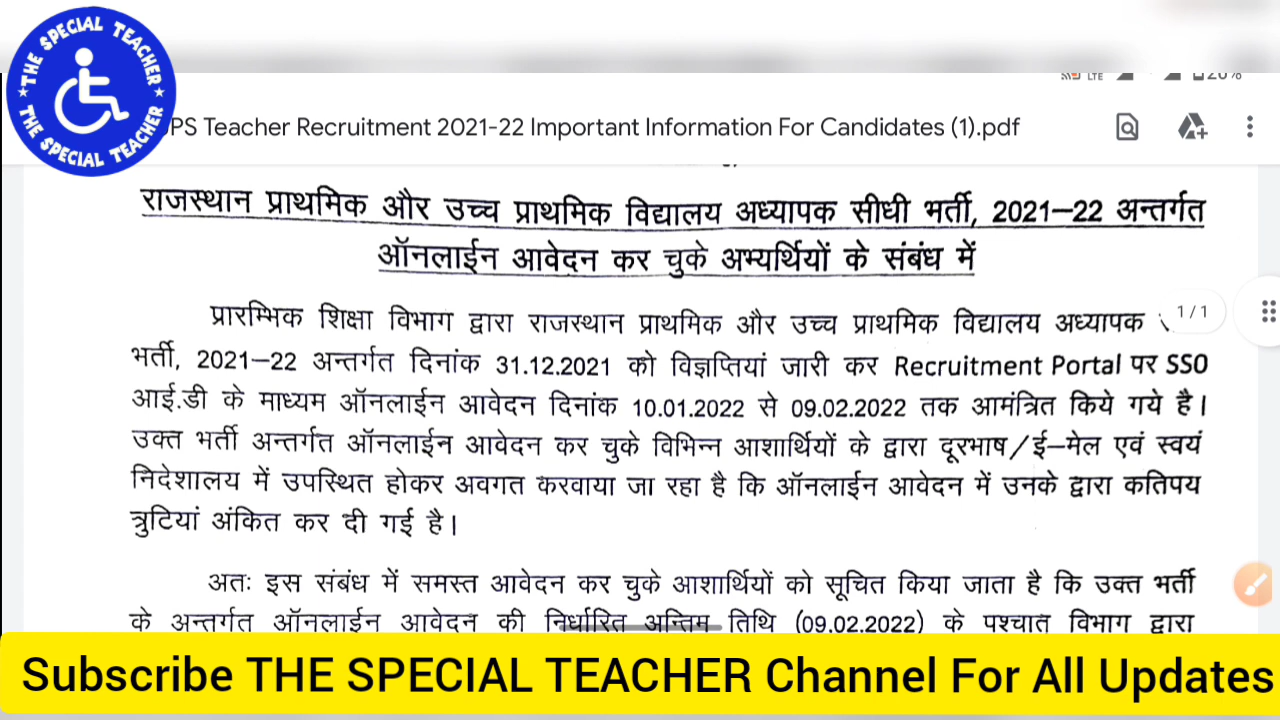 THE SPECIAL TEACHER
THE SPECIAL TEACHER
LTE 20%
PS Teacher Recruitment 2021-22 Important Information For Candidates (1).pdf
राजस्थान प्राथमिक और उच्च प्राथमिक विद्यालय अध्यापक सीधी भर्ती, 2021–22 अन्तर्गत
ऑनलाईन आवेदन कर चुके अभ्यर्थियों के संबंध में
प्रारम्भिक शिक्षा विभाग द्वारा राजस्थान प्राथमिक और उच्च प्राथमिक विद्यालय अध्यापक
1 / 1
भर्ती, 2021–22 अन्तर्गत दिनांक 31.12.2021 को विज्ञप्तियां जारी कर Recruitment Portal पर SSO
आई.डी के माध्यम ऑनलाईन आवेदन दिनांक 10.01.2022 से 09.02.2022 तक आमंत्रित किये गये है।
उक्त भर्ती अन्तर्गत ऑनलाईन आवेदन कर चुके विभिन्न आशार्थियों के द्वारा दूरभाष/ई–मेल एवं स्वयं
निदेशालय में उपस्थित होकर अवगत करवाया जा रहा है कि ऑनलाईन आवेदन में उनके द्वारा कतिपय
त्रुटियां अंकित कर दी गई है।
अतः इस संबंध में समस्त आवेदन कर चुके आशार्थियों को सूचित किया जाता है कि उक्त भर्ती
के अन्तर्गत ऑनलाईन आवेदन की निर्धारित अन्तिम तिथि (09.02.2022) के पश्चात विभाग द्वारा
Subscribe THE SPECIAL TEACHER Channel For All Updates